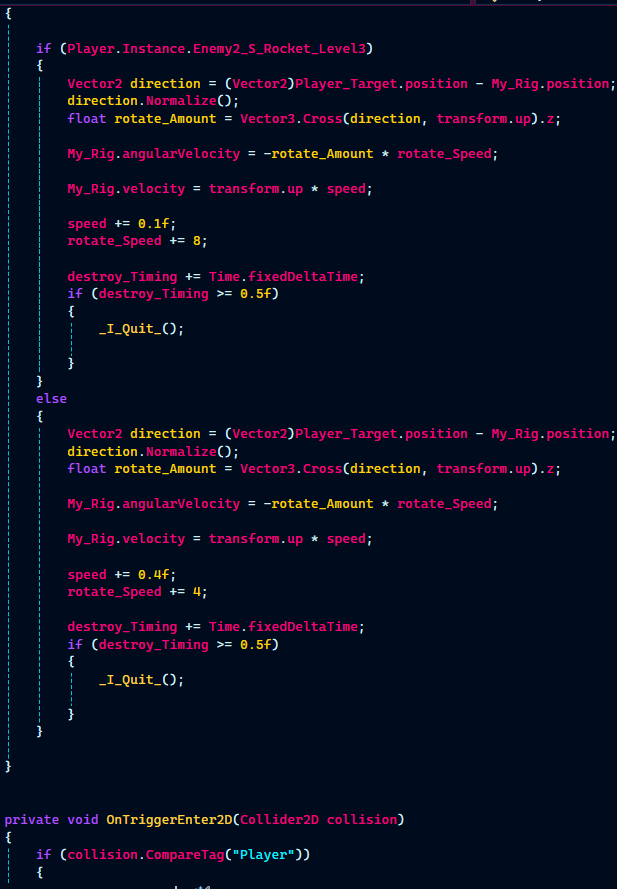 {
if (Player.Instance.Enemy2_S_Rocket_Level3)
{
Vector2 direction = (Vector2)Player_Target.position - My_Rig.position;
direction.Normalize();
float rotate_Amount = Vector3.Cross(direction, transform.up).z;
My_Rig.angularVelocity = -rotate_Amount * rotate_Speed;
My_Rig.velocity = transform.up * speed;
speed += 0.1f;
rotate_Speed += 8;
destroy_Timing += Time.fixedDeltaTime;
if (destroy_Timing >= 0.5f)
{
_I_Quit_();
}
}
else
{
Vector2 direction = (Vector2)Player_Target.position - My_Rig.position;
direction.Normalize();
float rotate_Amount = Vector3.Cross(direction, transform.up).z;
My_Rig.angularVelocity = -rotate_Amount * rotate_Speed;
My_Rig.velocity = transform.up * speed;
speed += 0.4f;
rotate_Speed += 4;
destroy_Timing += Time.fixedDeltaTime;
if (destroy_Timing >= 0.5f)
{
_I_Quit_();
}
}
}
private void OnTriggerEnter2D(Collider2D collision)
{
if (collision.CompareTag("Player"))
{